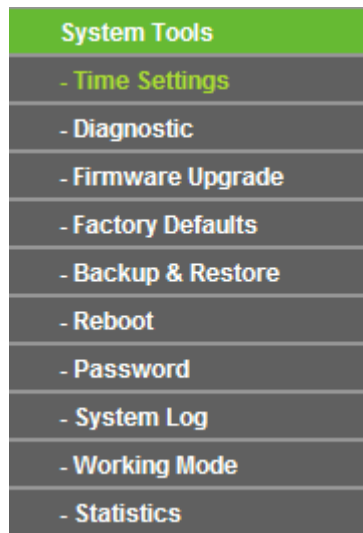 System Tools
- Time Settings
- Diagnostic
- Firmware Upgrade
- Factory Defaults
- Backup & Restore
- Reboot
- Password
- System Log
- Working Mode
- Statistics